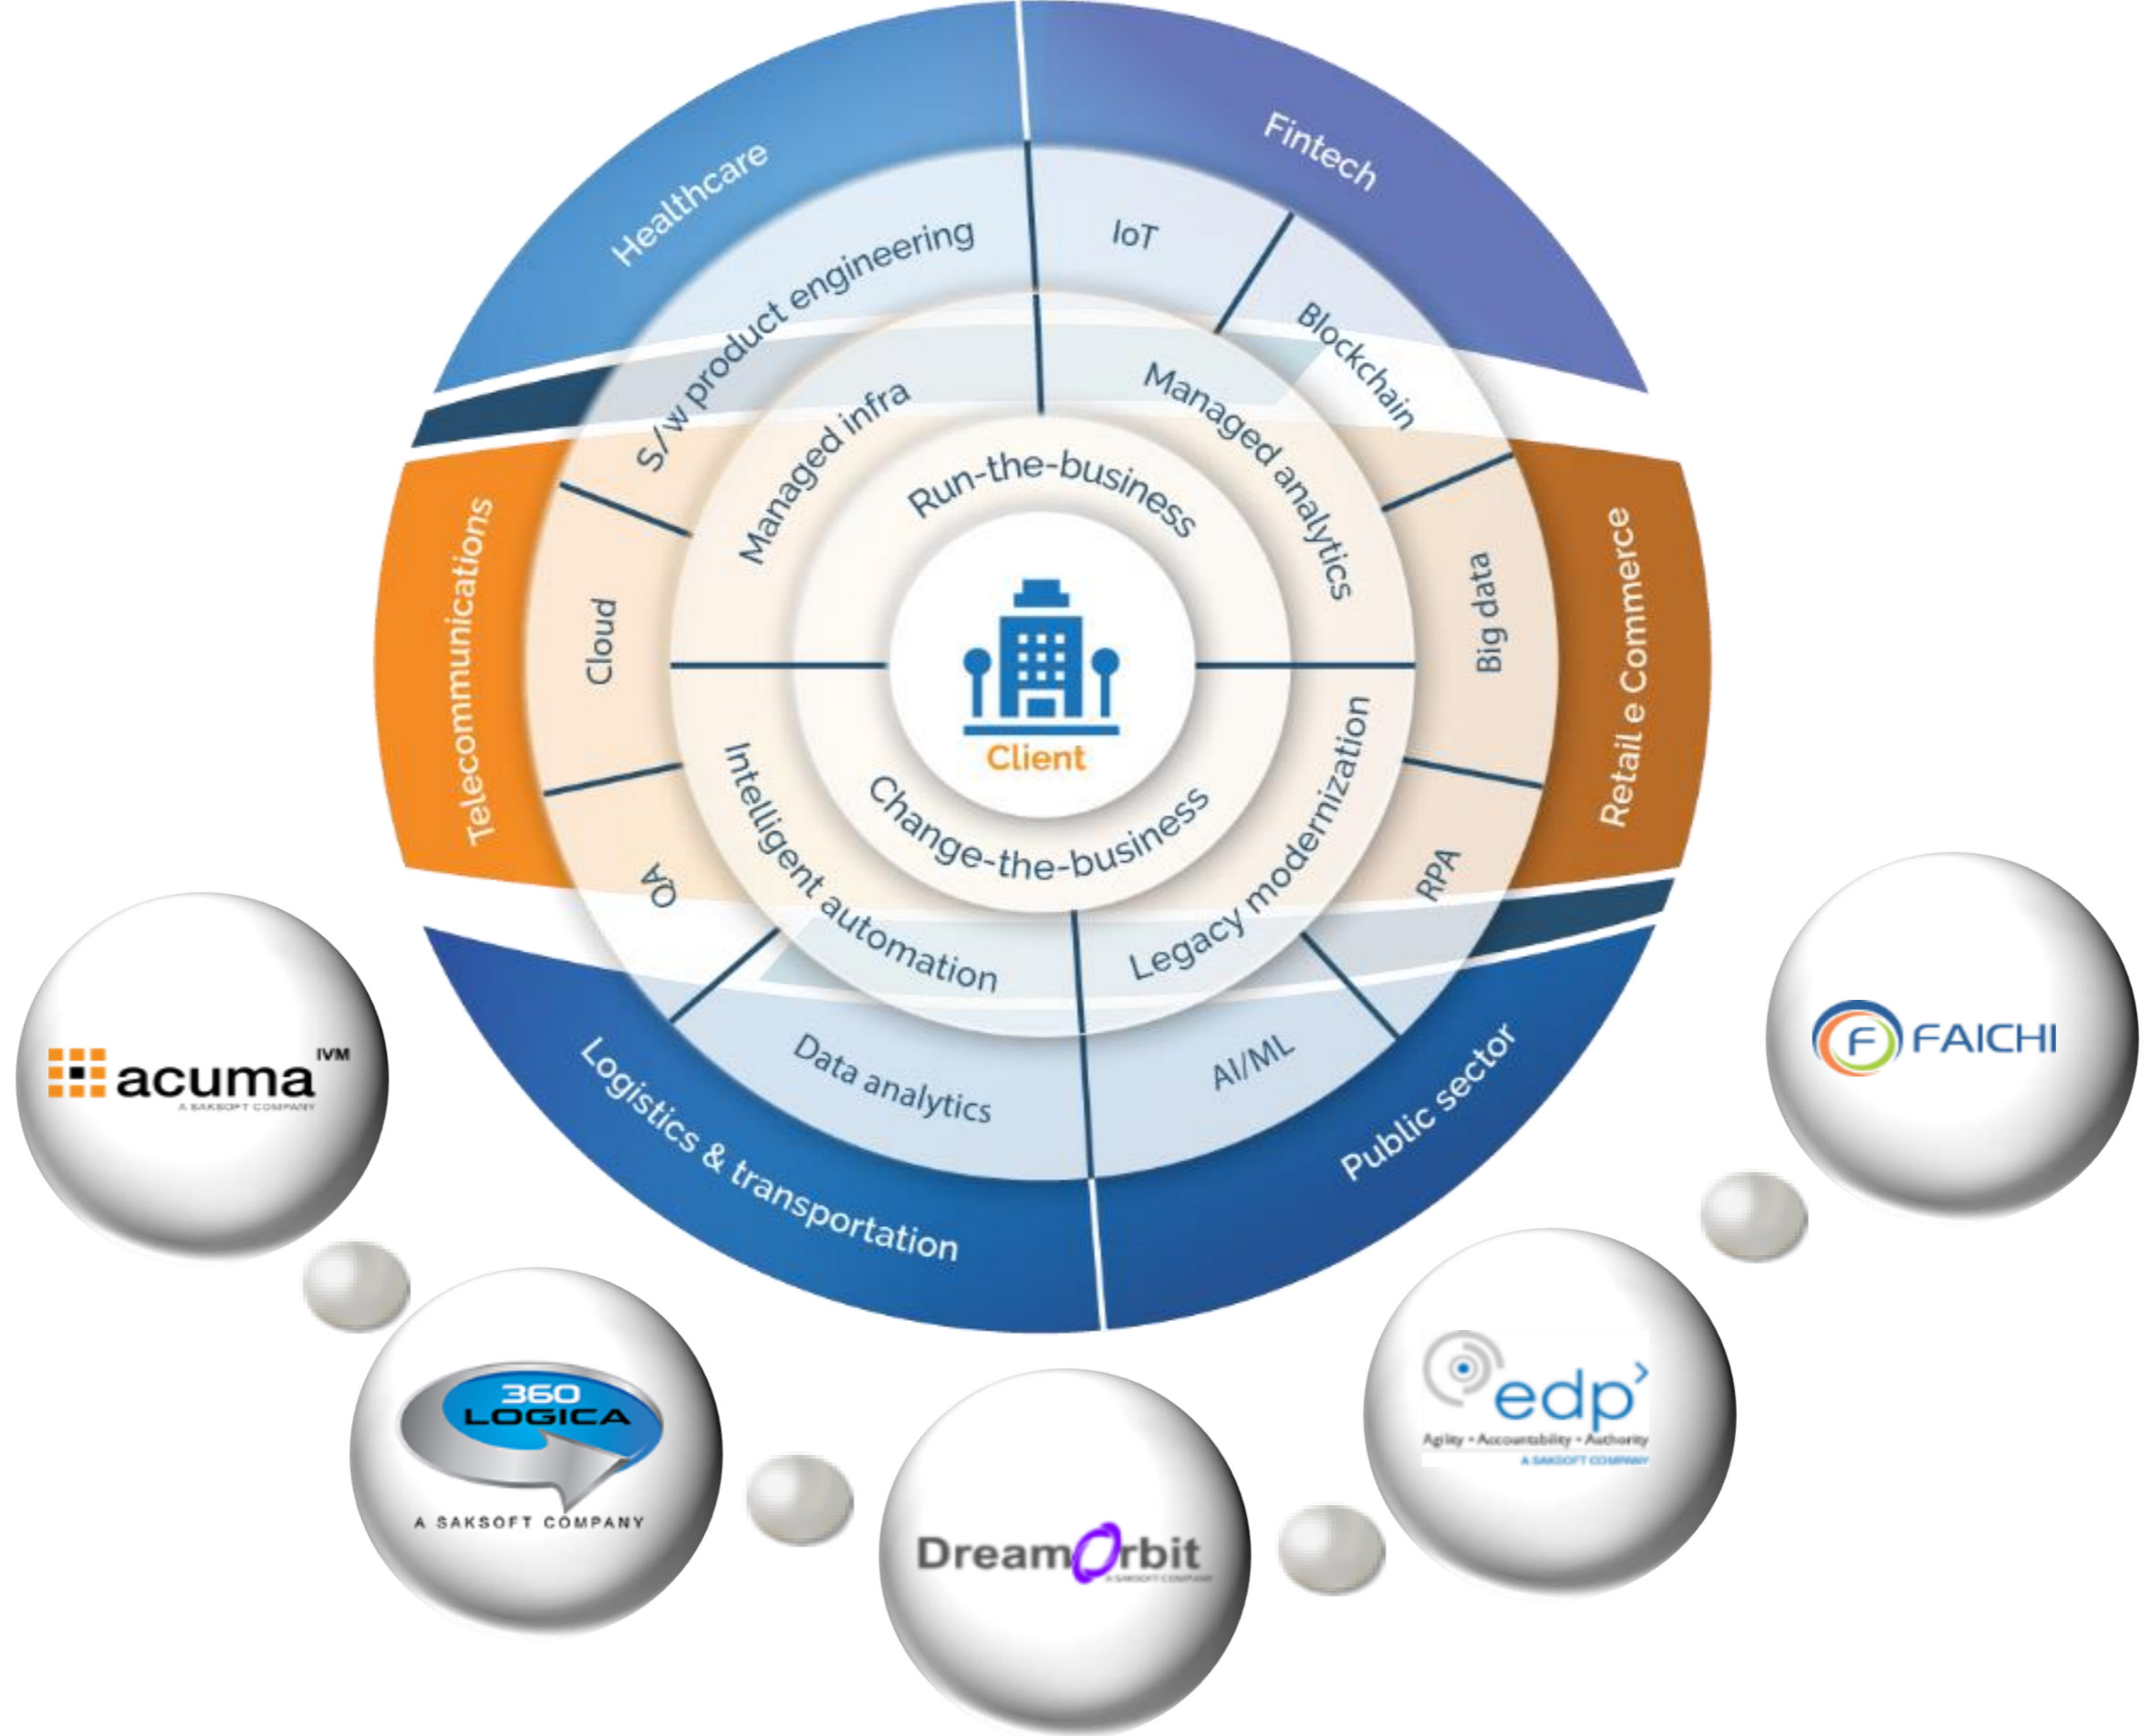 Healthcare
Fintech
S/w product engineering
IoT
Blockchain
Managed infra
Managed analytics
Run-the-business
Telecommunications
Cloud
Big data
Retail e Commerce
Client
Intelligent automation
Change-the-business
Legacy modernization
QA
RPA
Data analytics
AI/ML
Logistics & transportation
Public sector
acuma IVM
A SAKSOFT COMPANY
FAICHI
F
360
LOGICA
A SAKSOFT COMPANY
edp
Agility • Accountability • Authority
A SAKSOFT COMPANY
DreamOrbit
A SAKSOFT COMPANY